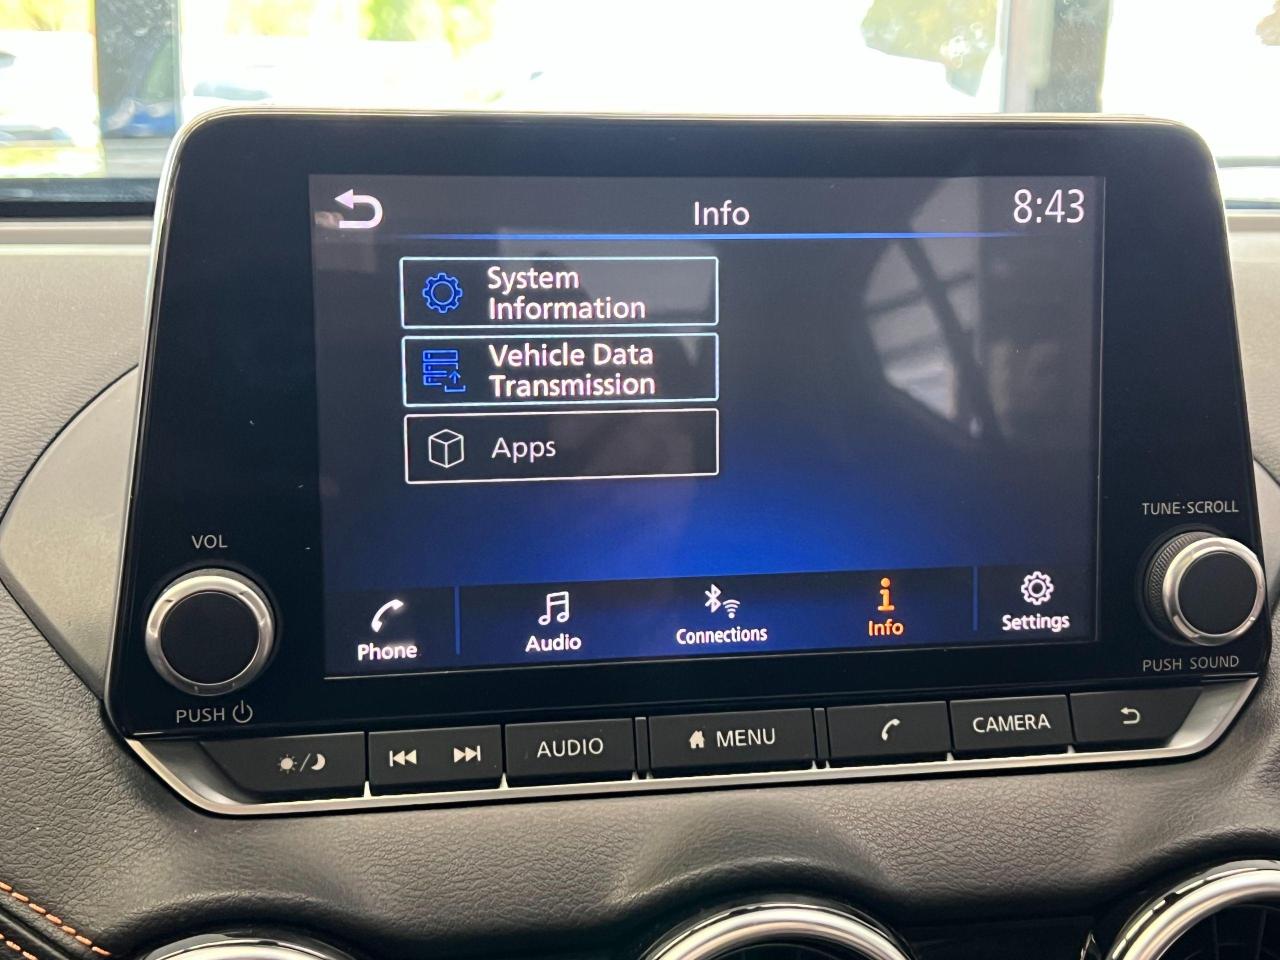 Info
8:43
System
Information
Vehicle Data
Transmission
Apps
VOL
TUNE·SCROLL
Phone
Audio
Connections
Info
Settings
PUSH
PUSH SOUND
AUDIO
MENU
CAMERA